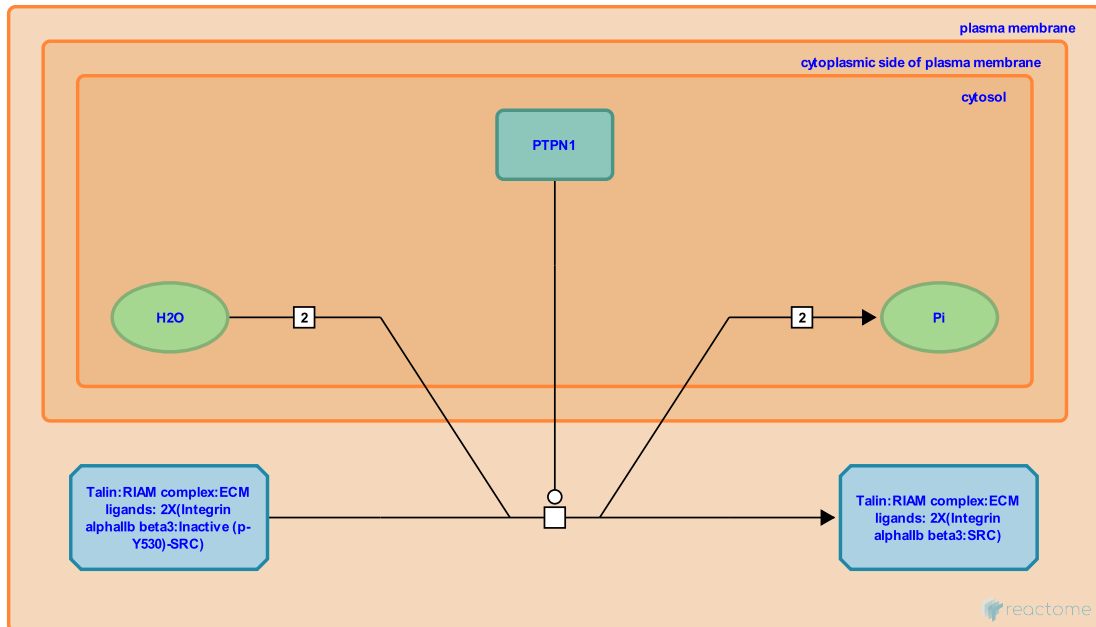 plasma membrane
cytoplasmic side of plasma membrane
cytosol
PTPN1
H2O
2
2
Pi
Talin:RIAM complex:ECM
ligands: 2X(Integrin
alphaIIb beta3:Inactive (p-
Y530)-SRC)
Talin:RIAM complex:ECM
ligands: 2X(Integrin
alphaIIb beta3:SRC)
reactome